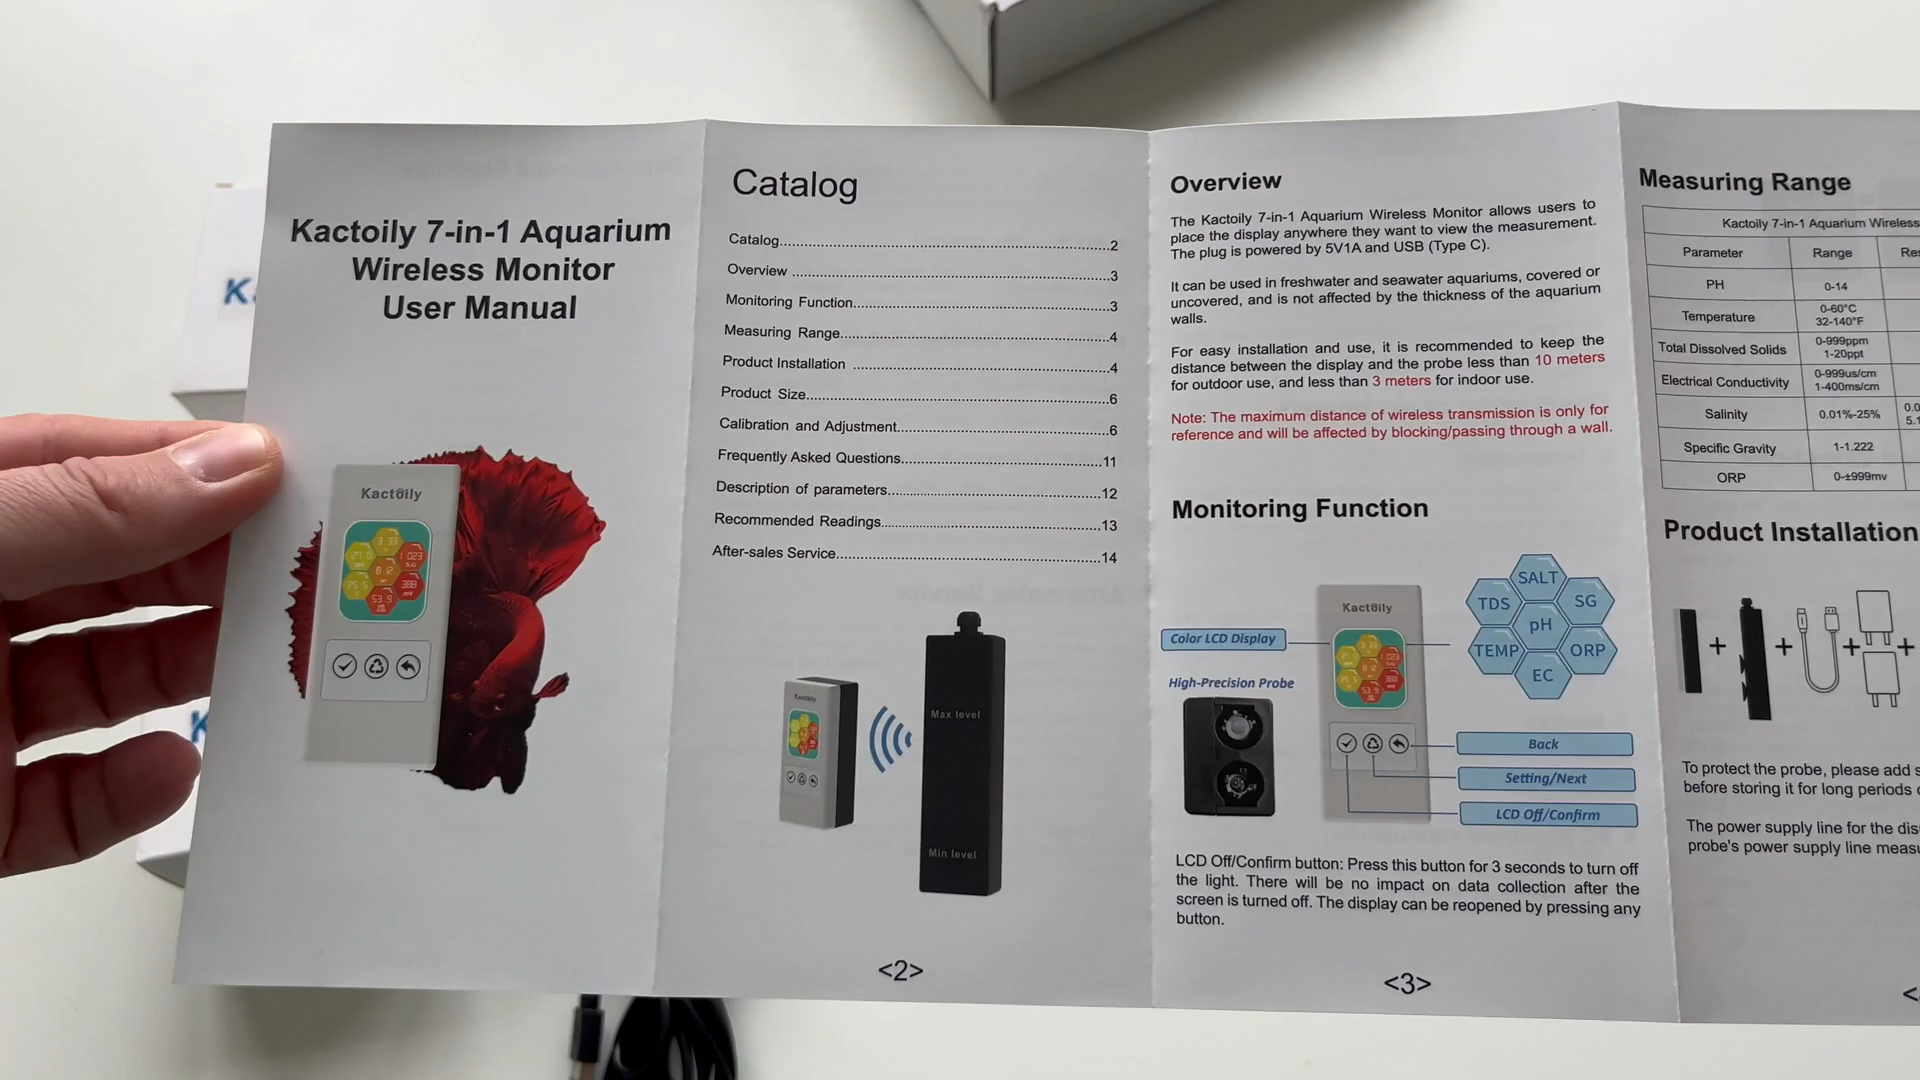 Kactoily 7-in-1 Aquarium
Wireless Monitor
User Manual
Kactoily
Catalog
Catalog.....2
Overview.....3
Monitoring Function.....3
Measuring Range.....4
Product Installation.....4
Product Size.....6
Calibration and Adjustment.....6
Frequently Asked Questions.....11
Description of parameters.....12
Recommended Readings.....13
After-sales Service.....14
Kactoily
Max level
Min level
<2>
Overview
The Kactoily 7-in-1 Aquarium Wireless Monitor allows users to
place the display anywhere they want to view the measurement.
The plug is powered by 5V1A and USB (Type C).
It can be used in freshwater and seawater aquariums, covered or
uncovered, and is not affected by the thickness of the aquarium
walls.
For easy installation and use, it is recommended to keep the
distance between the display and the probe less than 10 meters
for outdoor use, and less than 3 meters for indoor use.
Note: The maximum distance of wireless transmission is only for
reference and will be affected by blocking/passing through a wall.
Monitoring Function
Color LCD Display
High-Precision Probe
Kactoily
SALT
TDS
SG
pH
TEMP
ORP
EC
Back
Setting/Next
LCD Off/Confirm
LCD Off/Confirm button: Press this button for 3 seconds to turn off
the light. There will be no impact on data collection after the
screen is turned off. The display can be reopened by pressing any
button.
<3>
Measuring Range
Kactoily 7-in-1 Aquarium Wireless
Parameter Range
PH 0-14
Temperature 0-60°C
32-140°F
Total Dissolved Solids 0-999ppm
1-20ppt
Electrical Conductivity 0-999us/cm
1-400ms/cm
Salinity 0.01%-25%
Specific Gravity 1-1.222
ORP 0-±999mv
Product Installation
+ + + +
To protect the probe, please add
before storing it for long periods
The power supply line for the
probe's power supply line